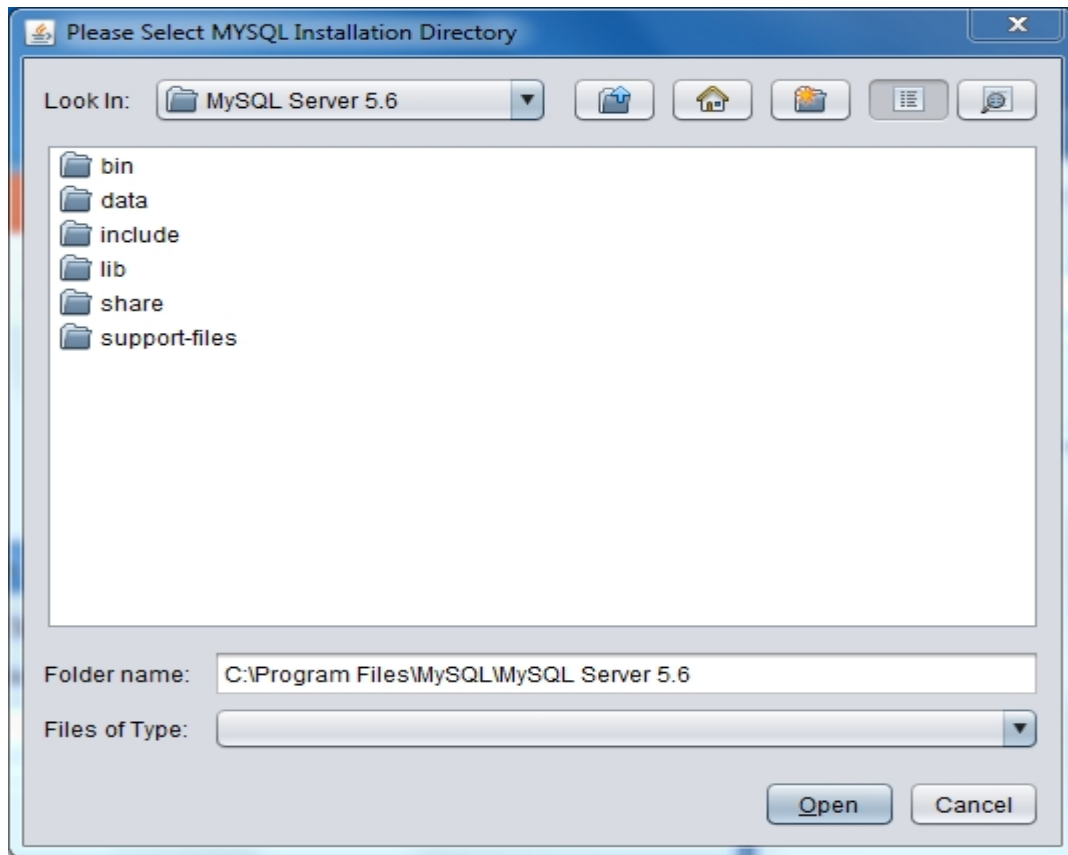 Please Select MYSQL Installation Directory
Look In: MySQL Server 5.6
bin
data
include
lib
share
support-files
Folder name: C:\Program Files\MySQL\MySQL Server 5.6
Files of Type:
Open Cancel